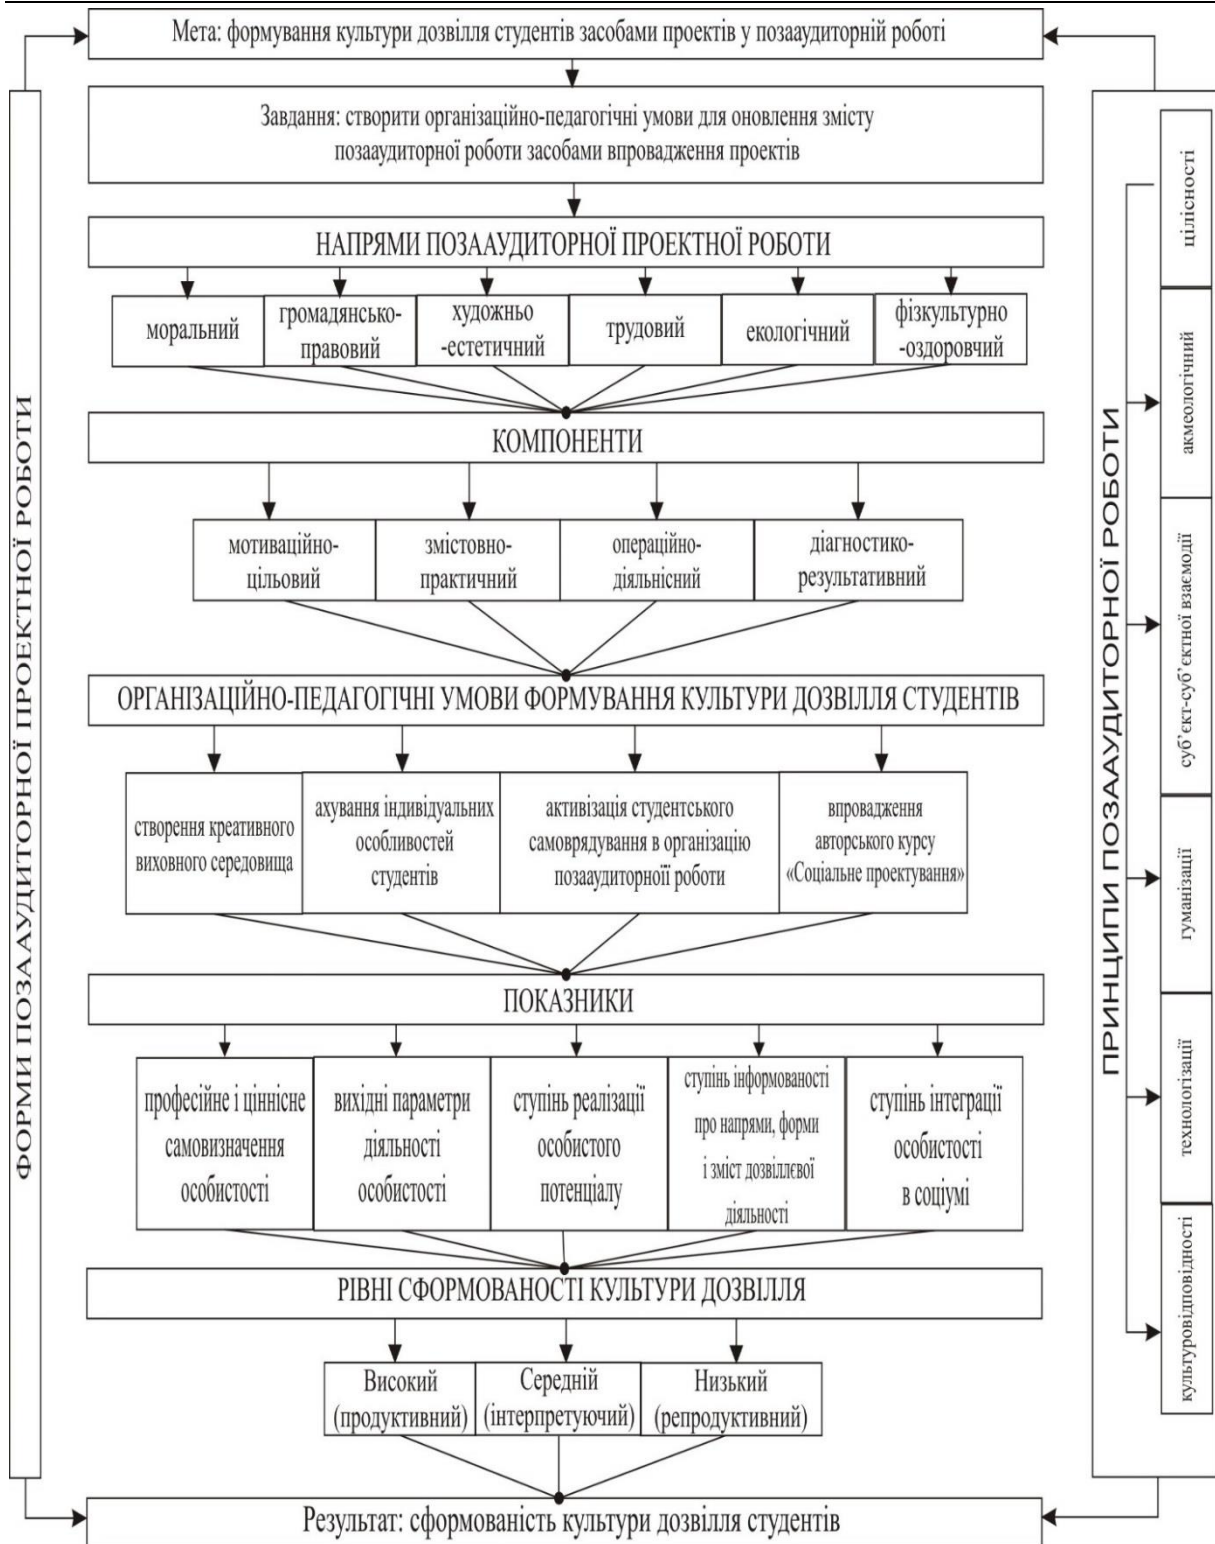 Мета: формування культури дозвілля студентів засобами проектів у позааудиторній роботі
Завдання: створити організаційно-педагогічні умови для оновлення змісту
позааудиторної роботи засобами впровадження проектів
НАПРЯМИ ПОЗААУДИТОРНОЇ ПРОЕКТНОЇ РОБОТИ
моральний
громадянсько-
правовий
художньо
-естетичний
трудовий
екологічний
фізкультурно
-оздоровчий
КОМПОНЕНТИ
мотиваційно-
цільовий
змістовно-
практичний
операційно-
діяльнісний
діагностико-
результативний
ОРГАНІЗАЦІЙНО-ПЕДАГОГІЧНІ УМОВИ ФОРМУВАННЯ КУЛЬТУРИ ДОЗВІЛЛЯ СТУДЕНТІВ
створення креативного
виховного середовища
ахування індивідуальних
особливостей
студентів
активізація студентського
самоврядування в організацію
позааудиторної роботи
впровадження
авторського курсу
«Соціальне проектування»
ПОКАЗНИКИ
професійне і ціннісне
самовизначення
особистості
вихідні параметри
діяльності
особистості
ступінь реалізації
особистого
потенціалу
ступінь інформованості
про напрями, форми
і зміст дозвіллєвої
діяльності
ступінь інтеграції
особистості
в соціумі
РІВНІ СФОРМОВАНОСТІ КУЛЬТУРИ ДОЗВІЛЛЯ
Високий
(продуктивний)
Середній
(інтерпретуючий)
Низький
(репродуктивний)
Результат: сформованість культури дозвілля студентів
ФОРМИ ПОЗААУДИТОРНОЇ ПРОЕКТНОЇ РОБОТИ
ПРИНЦИПИ ПОЗААУДИТОРНОЇ РОБОТИ
цілісності
акмеологічний
суб’єкт-суб’єктної взаємодії
гуманізації
технологізації
культуровідповідності